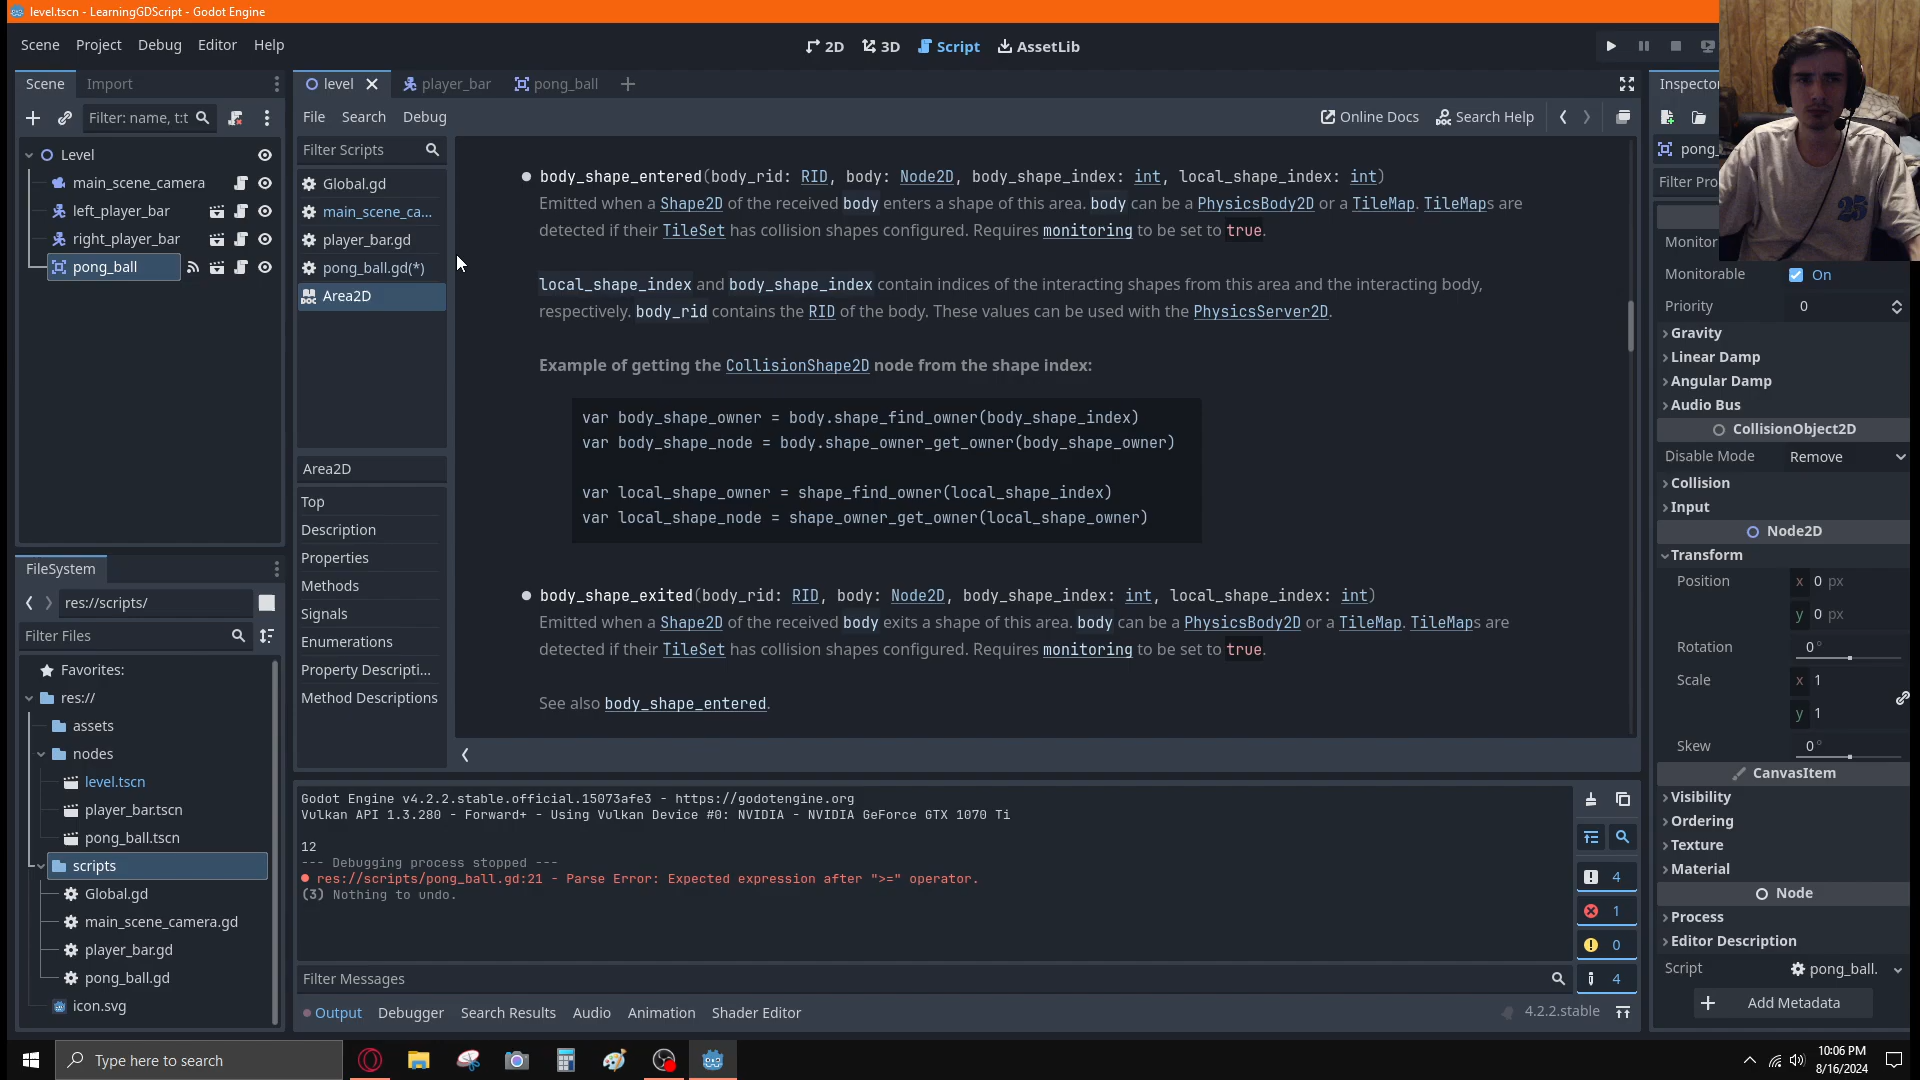 level.tscn - LearningGDScript - Godot Engine
Scene Project Debug Editor Help
2D 3D Script AssetLib
Scene Import
level player_bar pong_ball
Inspecto
Filter: name, t:t
File Search Debug
Online Docs Search Help
Level
main_scene_camera
left_player_bar
right_player_bar
pong_ball
Filter Scripts
Global.gd
main_scene_ca...
player_bar.gd
pong_ball.gd(*)
Area2D
Area2D
Top
Description
Properties
Methods
Signals
Enumerations
Property Descripti...
Method Descriptions
body_shape_entered(body_rid: RID, body: Node2D, body_shape_index: int, local_shape_index: int)
Emitted when a Shape2D of the received body enters a shape of this area. body can be a PhysicsBody2D or a TileMap. TileMaps are
detected if their TileSet has collision shapes configured. Requires monitoring to be set to true.
local_shape_index and body_shape_index contain indices of the interacting shapes from this area and the interacting body,
respectively. body_rid contains the RID of the body. These values can be used with the PhysicsServer2D.
Example of getting the CollisionShape2D node from the shape index:
var body_shape_owner = body.shape_find_owner(body_shape_index)
var body_shape_node = body.shape_owner_get_owner(body_shape_owner)
var local_shape_owner = shape_find_owner(local_shape_index)
var local_shape_node = shape_owner_get_owner(local_shape_owner)
body_shape_exited(body_rid: RID, body: Node2D, body_shape_index: int, local_shape_index: int)
Emitted when a Shape2D of the received body exits a shape of this area. body can be a PhysicsBody2D or a TileMap. TileMaps are
detected if their TileSet has collision shapes configured. Requires monitoring to be set to true.
See also body_shape_entered.
FileSystem
res://scripts/
Filter Files
Favorites:
res://
assets
nodes
level.tscn
player_bar.tscn
pong_ball.tscn
scripts
Global.gd
main_scene_camera.gd
player_bar.gd
pong_ball.gd
icon.svg
Godot Engine v4.2.2.stable.official.15073afe3 - https://godotengine.org
Vulkan API 1.3.280 - Forward+ - Using Vulkan Device #0: NVIDIA - NVIDIA GeForce GTX 1070 Ti
12
--- Debugging process stopped ---
res://scripts/pong_ball.gd:21 - Parse Error: Expected expression after ">=" operator.
(3) Nothing to undo.
4
1
0
4
Filter Messages
Output Debugger Search Results Audio Animation Shader Editor
4.2.2.stable
pong_
Filter Pro
Monitor
Monitorable On
Priority 0
Gravity
Linear Damp
Angular Damp
Audio Bus
CollisionObject2D
Disable Mode Remove
Collision
Input
Node2D
Transform
Position x 0 px
y 0 px
Rotation 0°
Scale x 1
y 1
Skew 0°
CanvasItem
Visibility
Ordering
Texture
Material
Node
Process
Editor Description
Script pong_ball.
Add Metadata
25
Type here to search
10:06 PM
8/16/2024